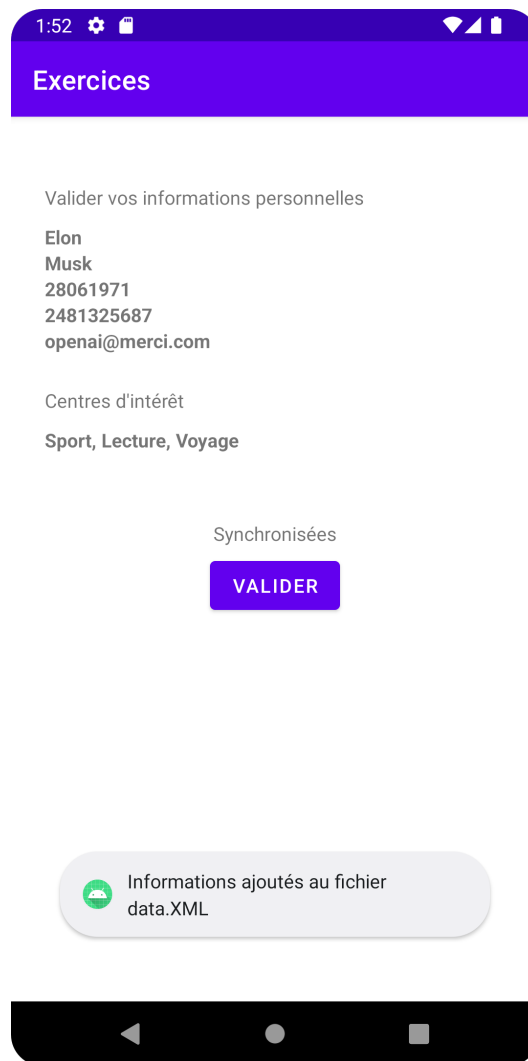 1:52
Exercices
Valider vos informations personnelles
Elon
Musk
28061971
2481325687
openai@merci.com
Centres d'intérêt
Sport, Lecture, Voyage
Synchronisées
VALIDER
Informations ajoutés au fichier
data.XML